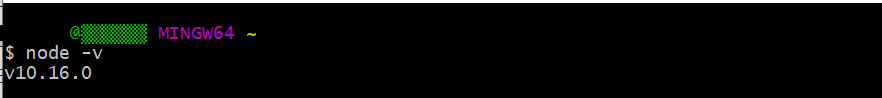 @▒▒▒▒▒▒ MINGW64 ~
$ node -v
v10.16.0